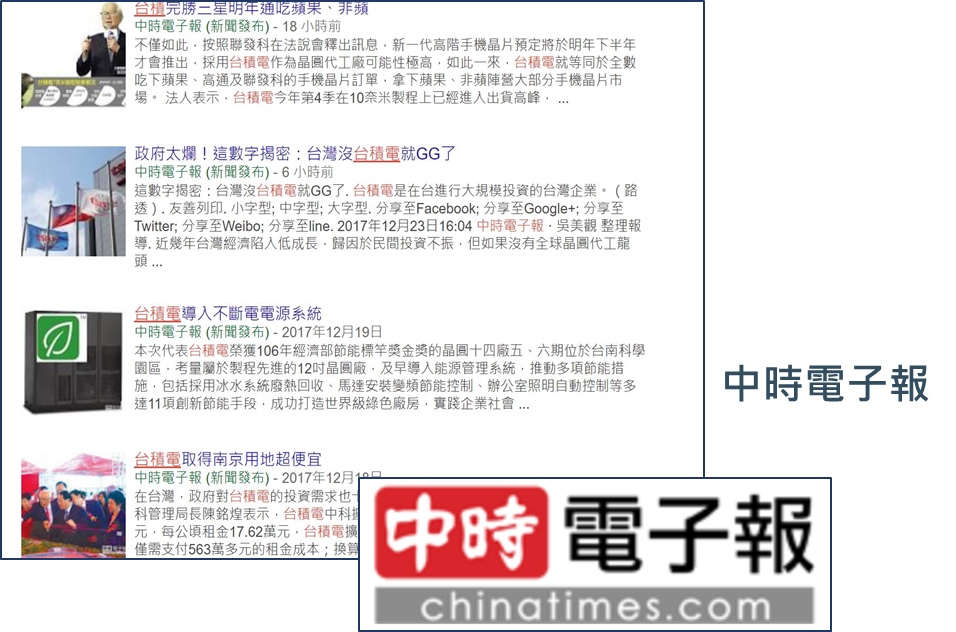 台積完勝三星明年通吃蘋果、非蘋
中時電子報 (新聞發布) - 18 小時前
不僅如此，按照聯發科在法說會釋出訊息，新一代高階手機晶片預定將於明年下半年
才會推出，採用台積電作為晶圓代工廠可能性極高，如此一來，台積電就等同於全數
吃下蘋果、高通及聯發科的手機晶片訂單，拿下蘋果、非蘋陣營大部分手機晶片市
場。 法人表示，台積電今年第4季在10奈米製程上已經進入出貨高峰， ...
政府太爛！這數字揭密：台灣沒台積電就GG了
中時電子報 (新聞發布) - 6 小時前
這數字揭密：台灣沒台積電就GG了. 台積電是在台進行大規模投資的台灣企業。（路
透）. 友善列印. 小字型; 中字型; 大字型. 分享至Facebook; 分享至Google+; 分享至
Twitter; 分享至Weibo; 分享至line. 2017年12月23日16:04 中時電子報．吳美觀 整理報
導. 近幾年台灣經濟陷入低成長，歸因於民間投資不振，但如果沒有全球晶圓代工龍
頭 ...
台積電導入不斷電電源系統
中時電子報 (新聞發布) - 2017年12月19日
本次代表台積電榮獲106年經濟部節能標竿獎金獎的晶圓十四廠五、六期位於台南科學
園區，考量屬於製程先進的12吋晶圓廠，及早導入能源管理系統，推動多項節能措
施，包括採用冰水系統廢熱回收、馬達安裝變頻節能控制、辦公室照明自動控制等多
達11項創新節能手段，成功打造世界級綠色廠房，實踐企業社會 ...
中時電子報
台積電取得南京用地超便宜
中時電子報 (新聞發布) - 2017年12月18日
在台灣，政府對台積電的投資需求也
科管理局長陳銘煌表示，台積電中科
元，每公頃租金17.62萬元，台積電擴
僅需支付563萬多元的租金成本；換算
中時 電子報
chinatimes.com